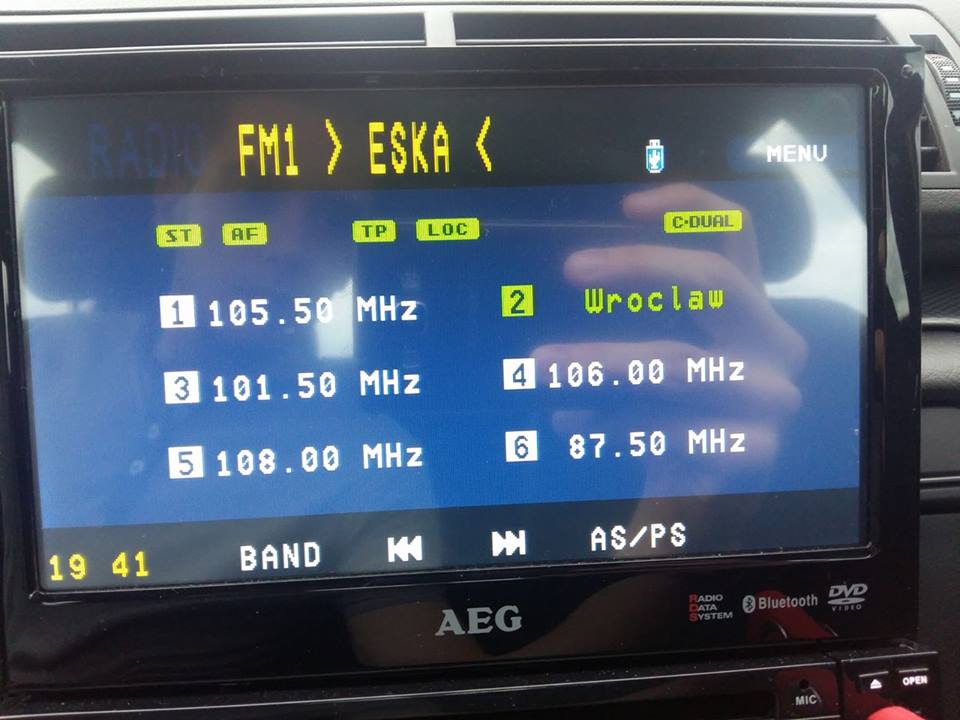 RADIO FM1 > ESKA < MENU
ST AF TP LOC C·DUAL
1 105.50 MHz 2 Wroclaw
3 101.50 MHz 4 106.00 MHz
5 108.00 MHz 6 87.50 MHz
19 41 BAND AS/PS
AEG
RADIO
DATA
SYSTEM
Bluetooth
DVD
VIDEO
MIC
OPEN